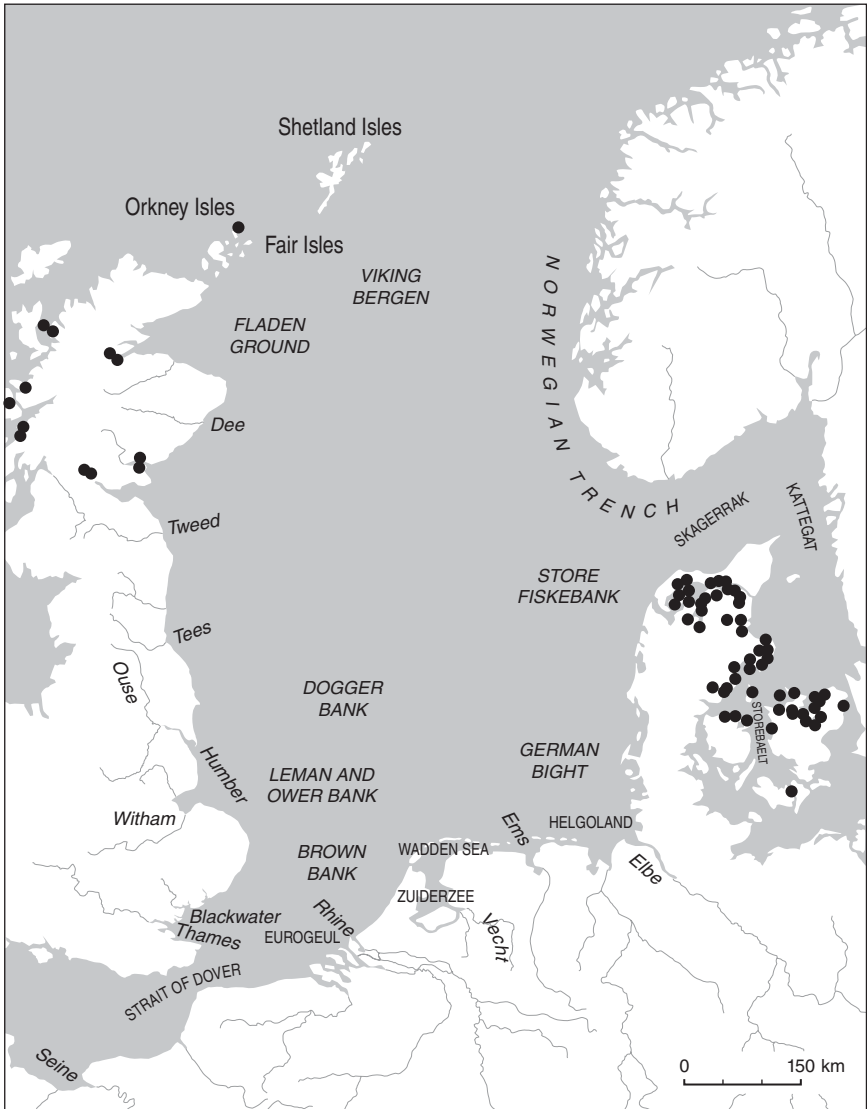 Shetland Isles
Orkney Isles
Fair Isles
VIKING
BERGEN
NORWEGIAN TRENCH
FLADEN
GROUND
Dee
KATTEGAT
SKAGERRAK
Tweed
STORE
FISKEBANK
Tees
Ouse
DOGGER
BANK
STOREBAELT
Humber
GERMAN
BIGHT
LEMAN AND
OWER BANK
Witham
Ems
HELGOLAND
BROWN
BANK
WADDEN SEA
Elbe
ZUIDERZEE
Blackwater
Rhine
Vecht
Thames
EUROGEUL
STRAIT OF DOVER
Seine
0 150 km